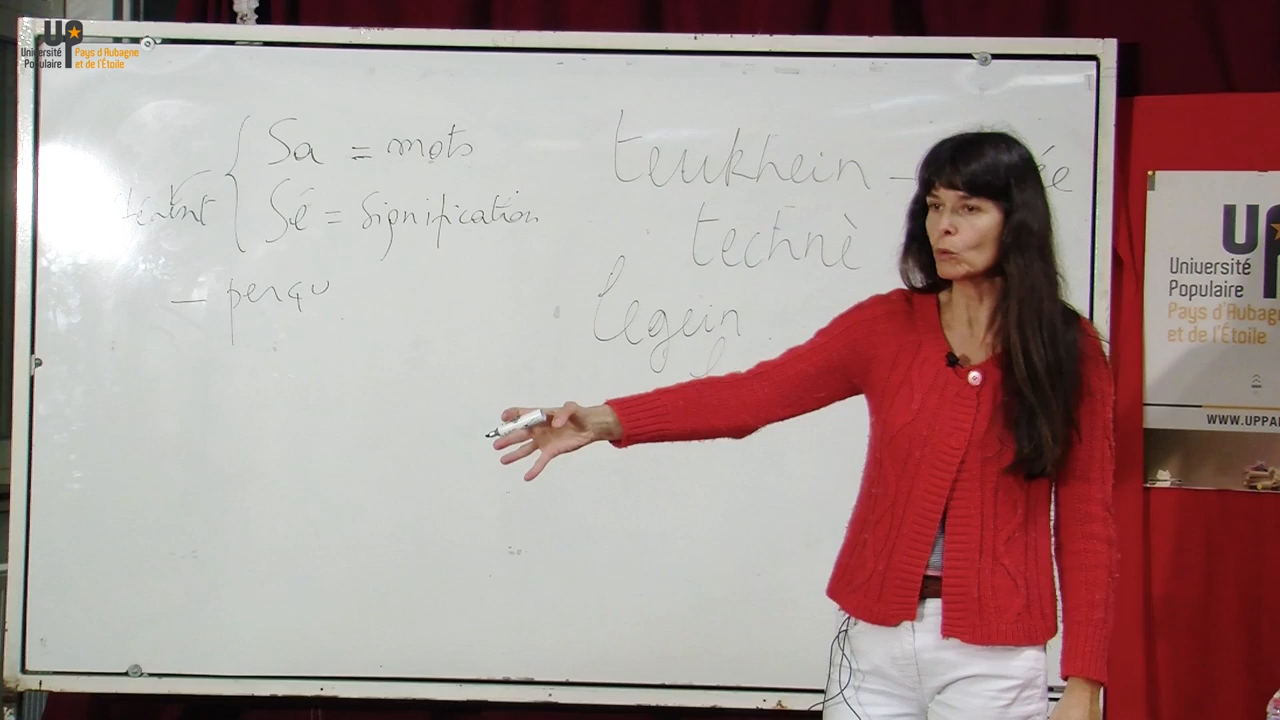 UP
Université
Populaire
Pays d'Aubagne
et de l'Étoile
Sa = mots
Sé = signification
- perçu
teukhein -
technè
legein
UP
Université
Populaire
Pays d'Aubagne
et de l'Étoile
WWW.UPPA